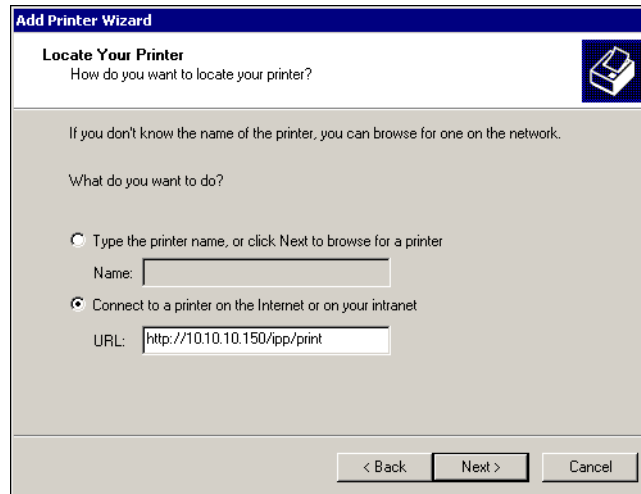 Add Printer Wizard
Locate Your Printer
How do you want to locate your printer?
If you don't know the name of the printer, you can browse for one on the network.
What do you want to do?
Type the printer name, or click Next to browse for a printer
Name:
Connect to a printer on the Internet or on your intranet
URL: http://10.10.10.150/ipp/print
< Back Next > Cancel